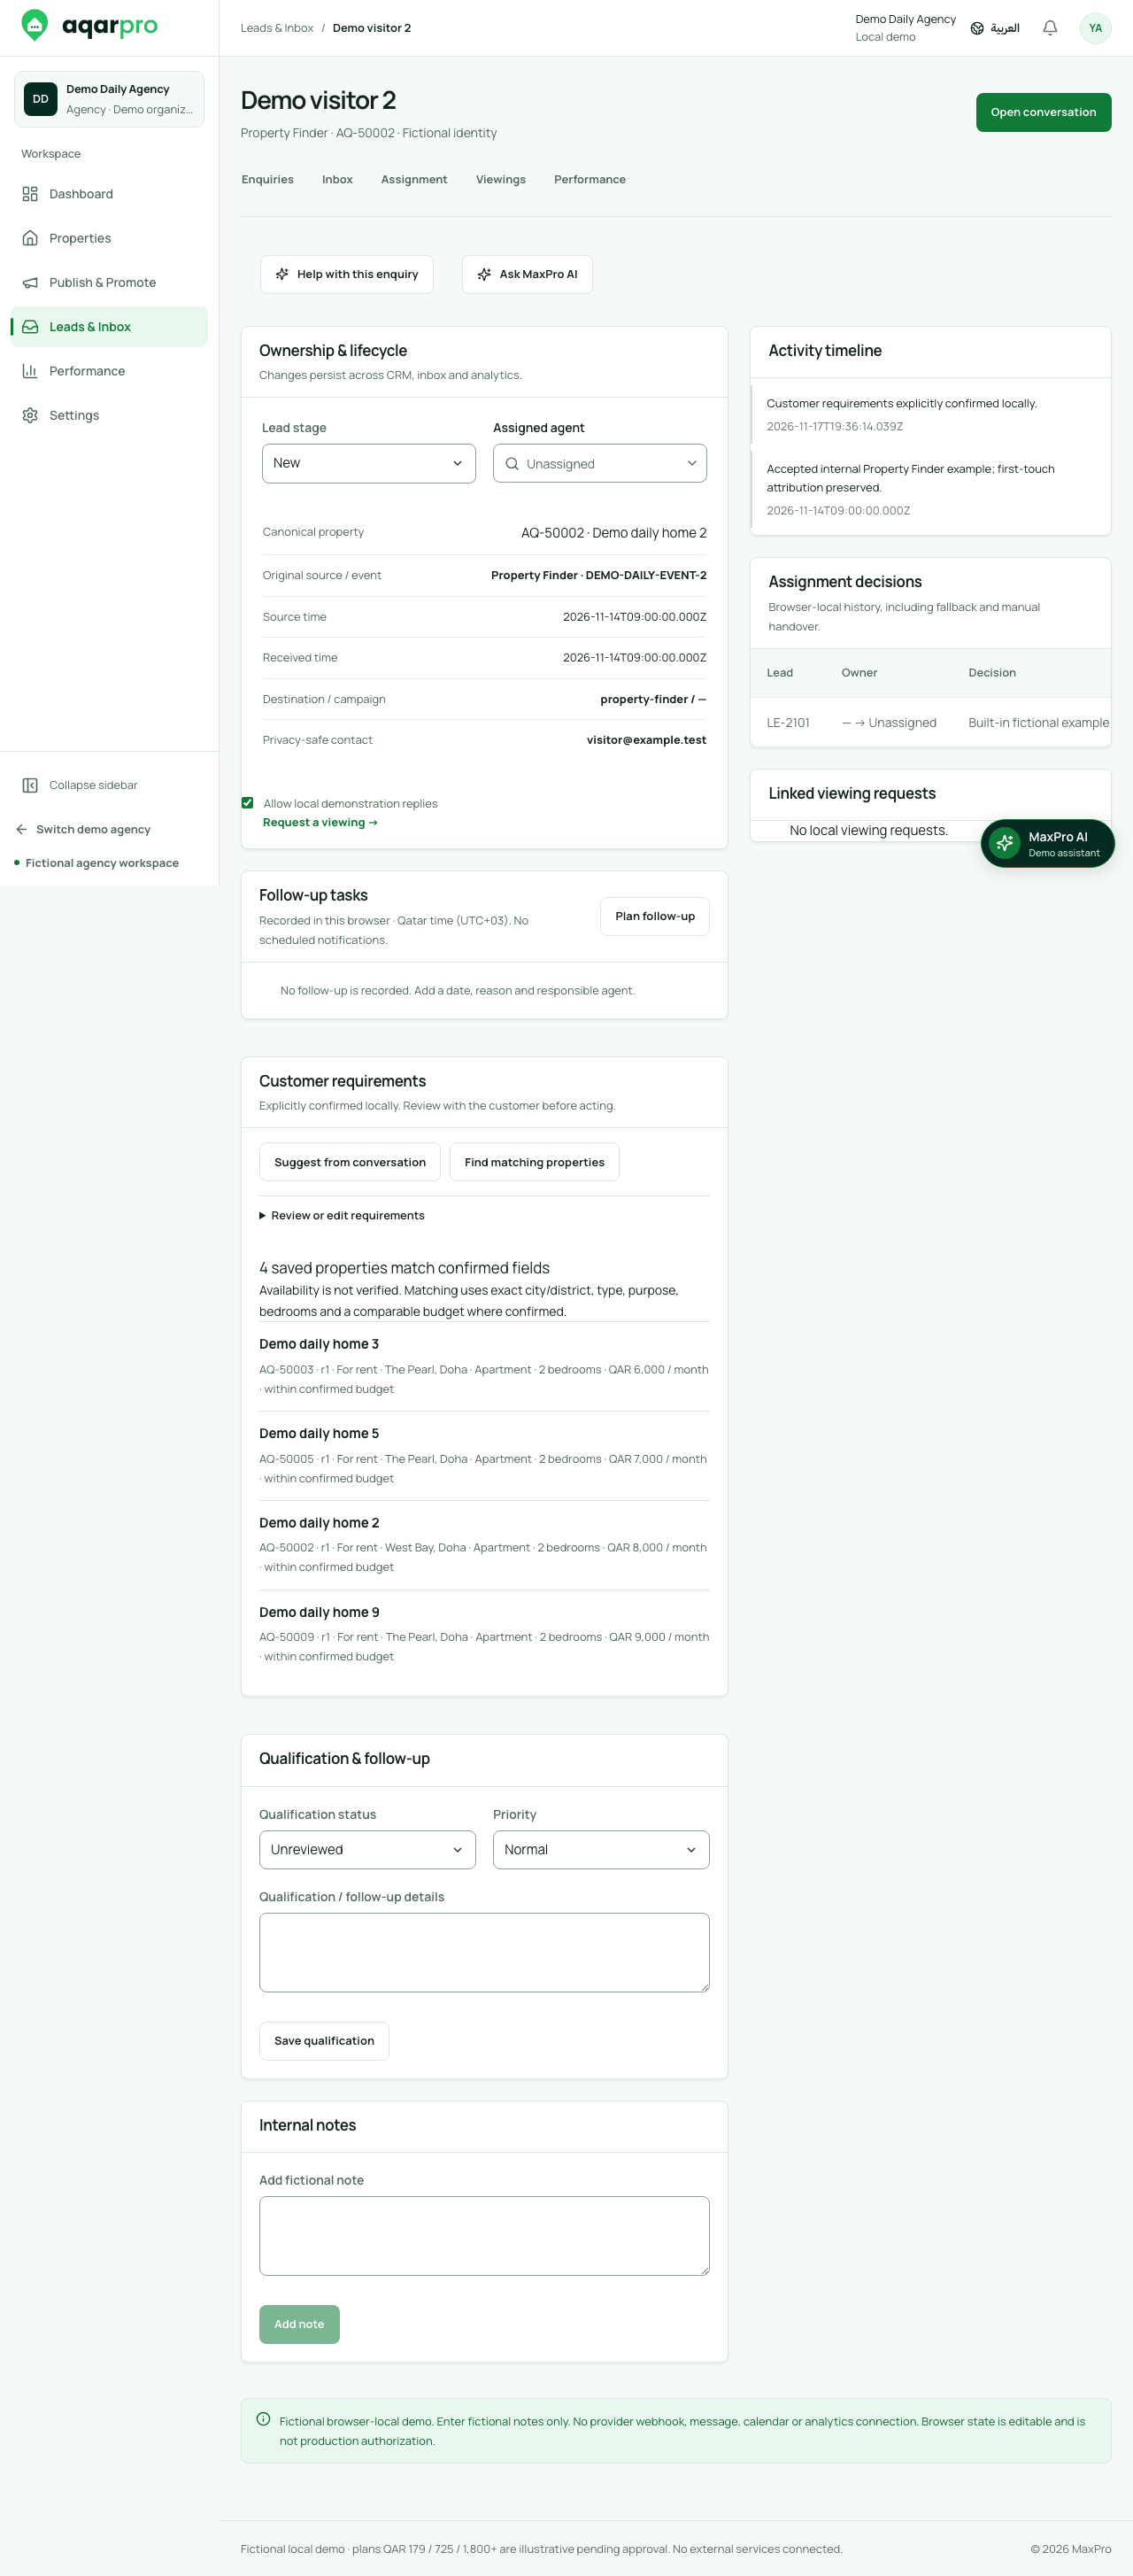 aqarpro
Leads & Inbox / Demo visitor 2
Demo Daily Agency
Local demo
العربية
YA
DD
Demo Daily Agency
Agency · Demo organiz...
Workspace
Dashboard
Properties
Publish & Promote
Leads & Inbox
Performance
Settings
Collapse sidebar
Switch demo agency
Fictional agency workspace
Demo visitor 2
Property Finder · AQ-50002 · Fictional identity
Open conversation
Enquiries Inbox Assignment Viewings Performance
Help with this enquiry
Ask MaxPro AI
Ownership & lifecycle
Changes persist across CRM, inbox and analytics.
Lead stage
New
Assigned agent
Unassigned
Canonical property AQ-50002 · Demo daily home 2
Original source / event Property Finder · DEMO-DAILY-EVENT-2
Source time 2026-11-14T09:00:00.000Z
Received time 2026-11-14T09:00:00.000Z
Destination / campaign property-finder / —
Privacy-safe contact visitor@example.test
Allow local demonstration replies
Request a viewing →
Activity timeline
Customer requirements explicitly confirmed locally.
2026-11-17T19:36:14.039Z
Accepted internal Property Finder example; first-touch
attribution preserved.
2026-11-14T09:00:00.000Z
Assignment decisions
Browser-local history, including fallback and manual
handover.
Lead Owner Decision
LE-2101 — → Unassigned Built-in fictional example
Linked viewing requests
No local viewing requests.
MaxPro AI
Demo assistant
Follow-up tasks
Recorded in this browser · Qatar time (UTC+03). No
scheduled notifications.
Plan follow-up
No follow-up is recorded. Add a date, reason and responsible agent.
Customer requirements
Explicitly confirmed locally. Review with the customer before acting.
Suggest from conversation
Find matching properties
Review or edit requirements
4 saved properties match confirmed fields
Availability is not verified. Matching uses exact city/district, type, purpose,
bedrooms and a comparable budget where confirmed.
Demo daily home 3
AQ-50003 · r1 · For rent · The Pearl, Doha · Apartment · 2 bedrooms · QAR 6,000 / month
· within confirmed budget
Demo daily home 5
AQ-50005 · r1 · For rent · The Pearl, Doha · Apartment · 2 bedrooms · QAR 7,000 / month
· within confirmed budget
Demo daily home 2
AQ-50002 · r1 · For rent · West Bay, Doha · Apartment · 2 bedrooms · QAR 8,000 / month
· within confirmed budget
Demo daily home 9
AQ-50009 · r1 · For rent · The Pearl, Doha · Apartment · 2 bedrooms · QAR 9,000 / month
· within confirmed budget
Qualification & follow-up
Qualification status
Unreviewed
Priority
Normal
Qualification / follow-up details
Save qualification
Internal notes
Add fictional note
Add note
Fictional browser-local demo. Enter fictional notes only. No provider webhook, message, calendar or analytics connection. Browser state is editable and is
not production authorization.
Fictional local demo · plans QAR 179 / 725 / 1,800+ are illustrative pending approval. No external services connected.
© 2026 MaxPro